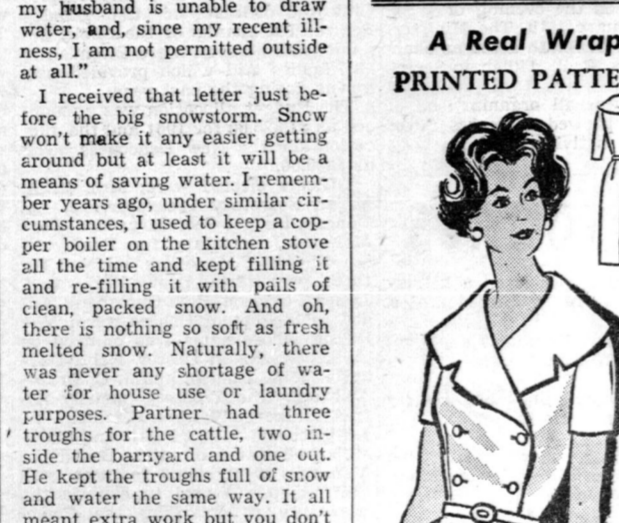 my husband is unable to draw
water, and, since my recent ill-
ness, I am not permitted outside
at all."
I received that letter just be-
fore the big snowstorm. Snow
won't make it any easier getting
around but at least it will be a
means of saving water. I remem-
ber years ago, under similar cir-
cumstances, I used to keep a cop-
per boiler on the kitchen stove
all the time and kept filling it
and re-filling it with pails of
clean, packed snow. And oh,
there is nothing so soft as fresh
melted snow. Naturally, there
was never any shortage of wa-
ter for house use or laundry
purposes. Partner had three
troughs for the cattle, two in-
side the barnyard and one out.
He kept the troughs full of snow
and water the same way. It all
meant extra work but you don't
A Real Wrap
PRINTED PATTE